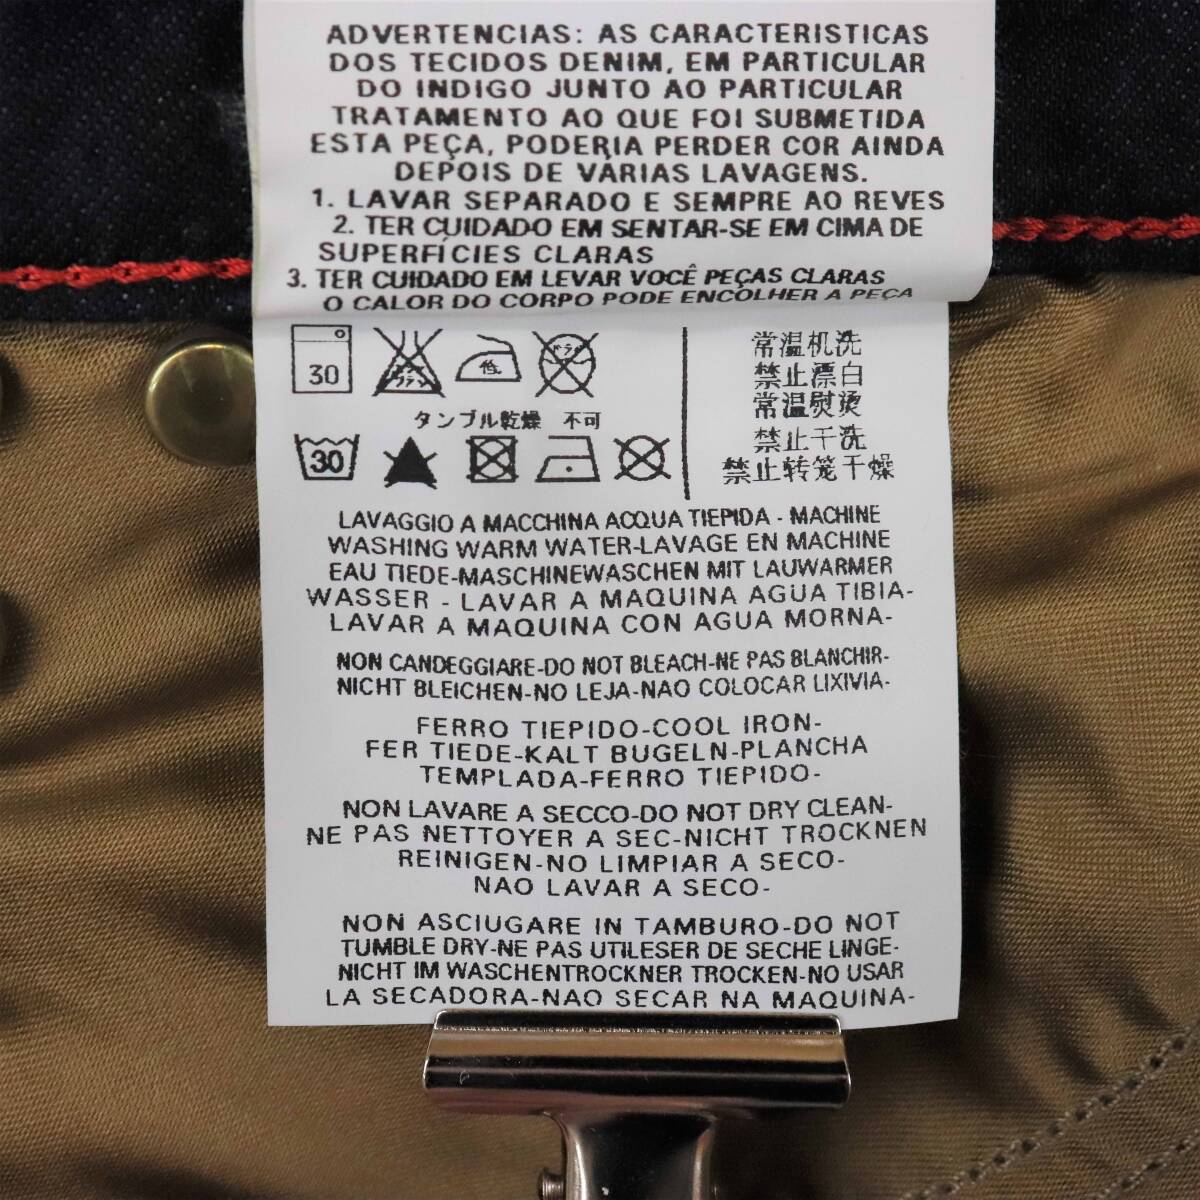 ADVERTENCIAS: AS CARACTERISTICAS
DOS TECIDOS DENIM, EM PARTICULAR
DO INDIGO JUNTO AO PARTICULAR
TRATAMENTO AO QUE FOI SUBMETIDA
ESTA PEÇA, PODERIA PERDER COR AINDA
DEPOIS DE VÁRIAS LAVAGENS.
1. LAVAR SEPARADO E SEMPRE AO REVES
2. TER CUIDADO EM SENTAR-SE EM CIMA DE
SUPERFÍCIES CLARAS
3. TER CUIDADO EM LEVAR VOCÊ PEÇAS CLARAS
O CALOR DO CORPO PODE ENCOLHER A PEÇA
30 低 ドライ
タンブル乾燥 不可
30
常温机洗
禁止漂白
常温熨烫
禁止干洗
禁止转笼干燥
LAVAGGIO A MACCHINA ACQUA TIEPIDA - MACHINE
WASHING WARM WATER-LAVAGE EN MACHINE
EAU TIEDE-MASCHINEWASCHEN MIT LAUWARMER
WASSER - LAVAR A MAQUINA AGUA TIBIA-
LAVAR A MAQUINA CON AGUA MORNA-
NON CANDEGGIARE-DO NOT BLEACH-NE PAS BLANCHIR-
NICHT BLEICHEN-NO LEJA-NAO COLOCAR LIXIVIA-
FERRO TIEPIDO-COOL IRON-
FER TIEDE-KALT BUGELN-PLANCHA
TEMPLADA-FERRO TIEPIDO-
NON LAVARE A SECCO-DO NOT DRY CLEAN-
NE PAS NETTOYER A SEC-NICHT TROCKNEN
REINIGEN-NO LIMPIAR A SECO-
NAO LAVAR A SECO-
NON ASCIUGARE IN TAMBURO-DO NOT
TUMBLE DRY-NE PAS UTILESER DE SECHE LINGE-
NICHT IM WASCHENTROCKNER TROCKEN-NO USAR
LA SECADORA-NAO SECAR NA MAQUINA-